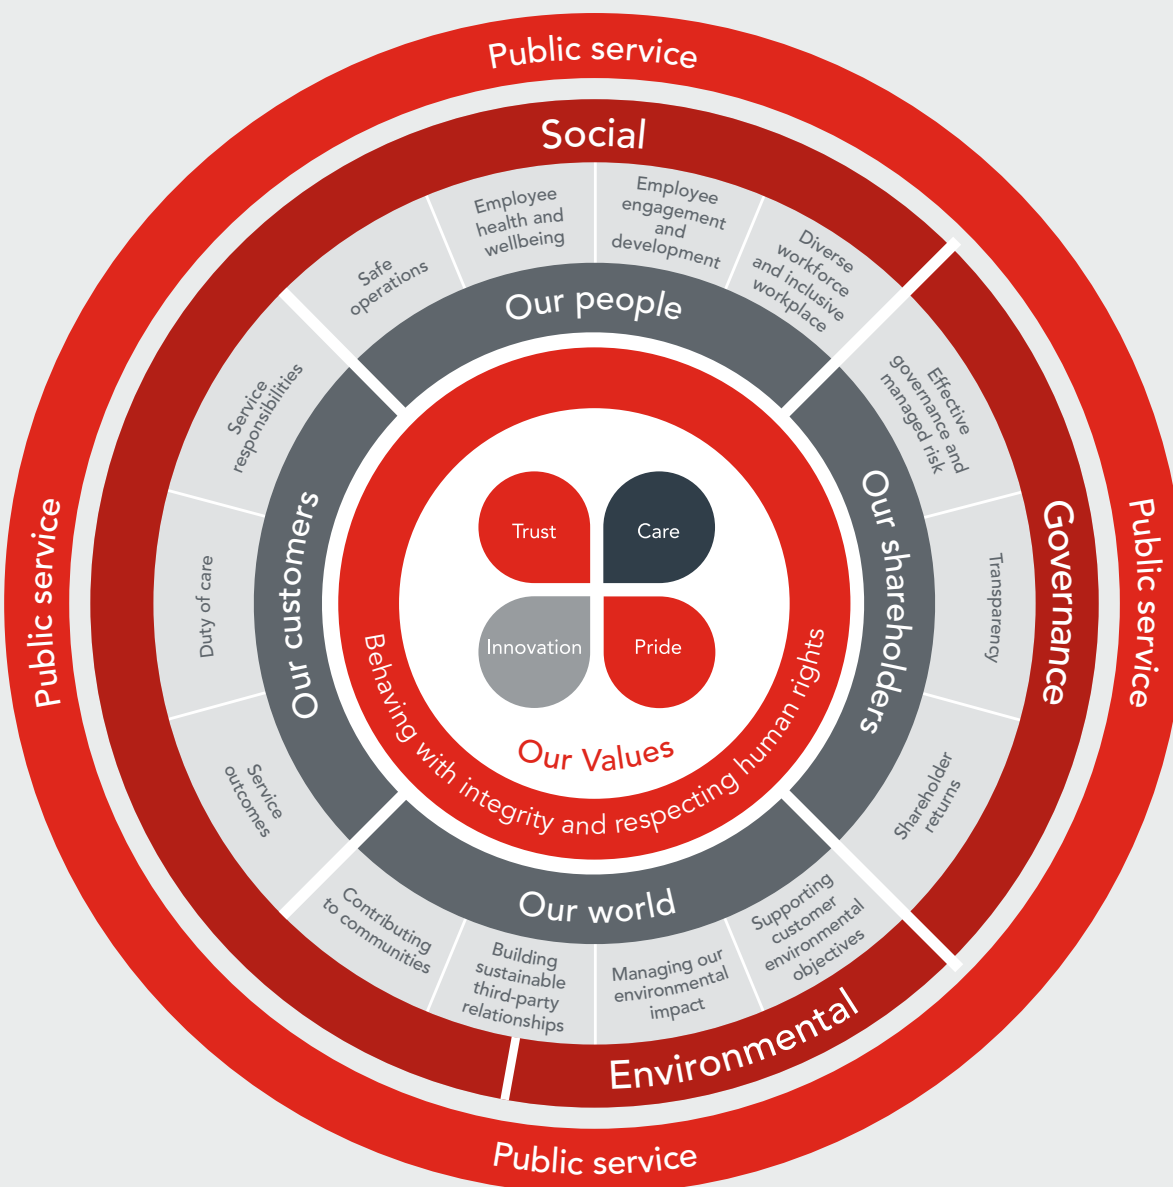 Public service
Social
Employee
health and
wellbeing
Employee
engagement
and
development
Safe
operations
Diverse
workforce
and inclusive
workplace
Our people
Service
responsibilities
Effective
governance and
managed risk
Our customers
Our shareholders
Governance
Public service
Public service
Duty of care
Transparency
Trust
Care
Innovation
Pride
Our Values
Behaving with integrity and respecting human rights
Service
outcomes
Shareholder
returns
Our world
Contributing
to communities
Building
sustainable
third-party
relationships
Managing our
environmental
impact
Supporting
customer
environmental
objectives
Environmental
Public service